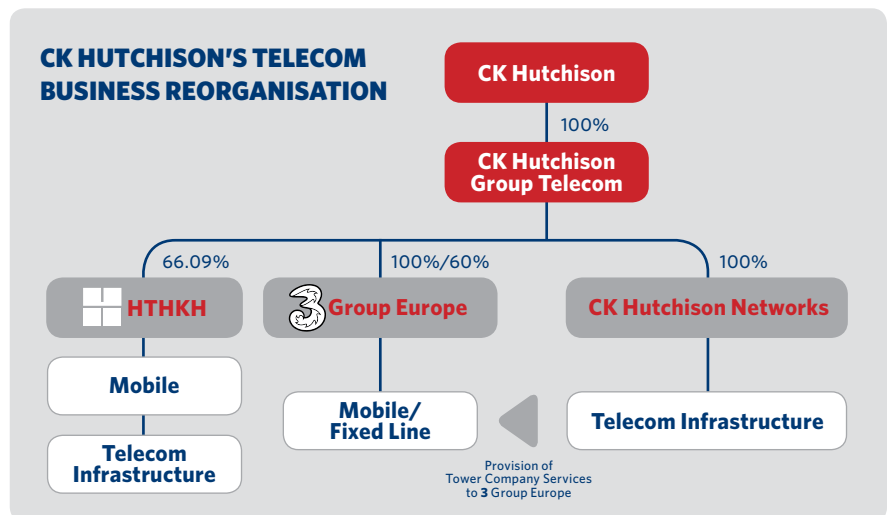 CK HUTCHISON'S TELECOM
BUSINESS REORGANISATION
CK Hutchison
100%
CK Hutchison
Group Telecom
66.09%
100%/60%
100%
HTHKH
3 Group Europe
CK Hutchison Networks
Mobile
Telecom
Infrastructure
Mobile/
Fixed Line
Telecom Infrastructure
Provision of
Tower Company Services
to 3 Group Europe